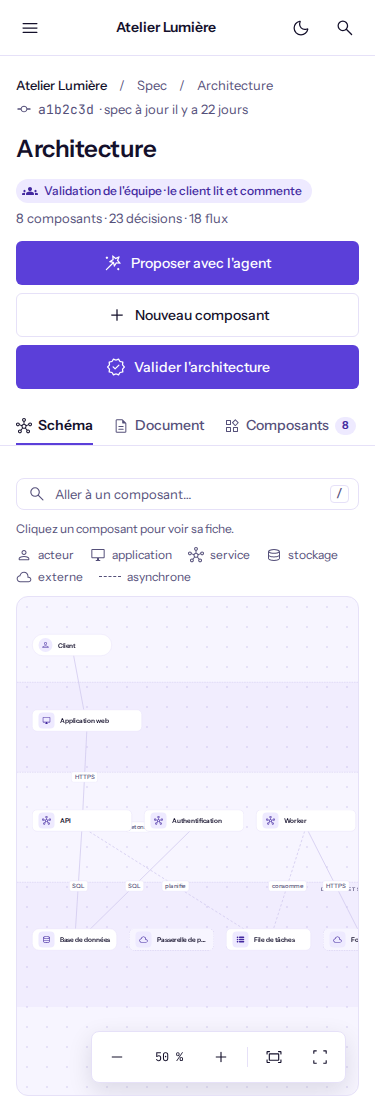 Atelier Lumière
Atelier Lumière / Spec / Architecture
a1b2c3d · spec à jour il y a 22 jours
Architecture
Validation de l'équipe · le client lit et commente
8 composants · 23 décisions · 18 flux
Proposer avec l'agent
Nouveau composant
Valider l'architecture
Schéma Document Composants 8
Aller à un composant... /
Cliquez un composant pour voir sa fiche.
acteur application service stockage
externe asynchrone
Client
Application web
HTTPS
API Authentification Worker
SQL SQL planifie consomme HTTPS
Base de données Passerelle de p... File de tâches Fo
50 %